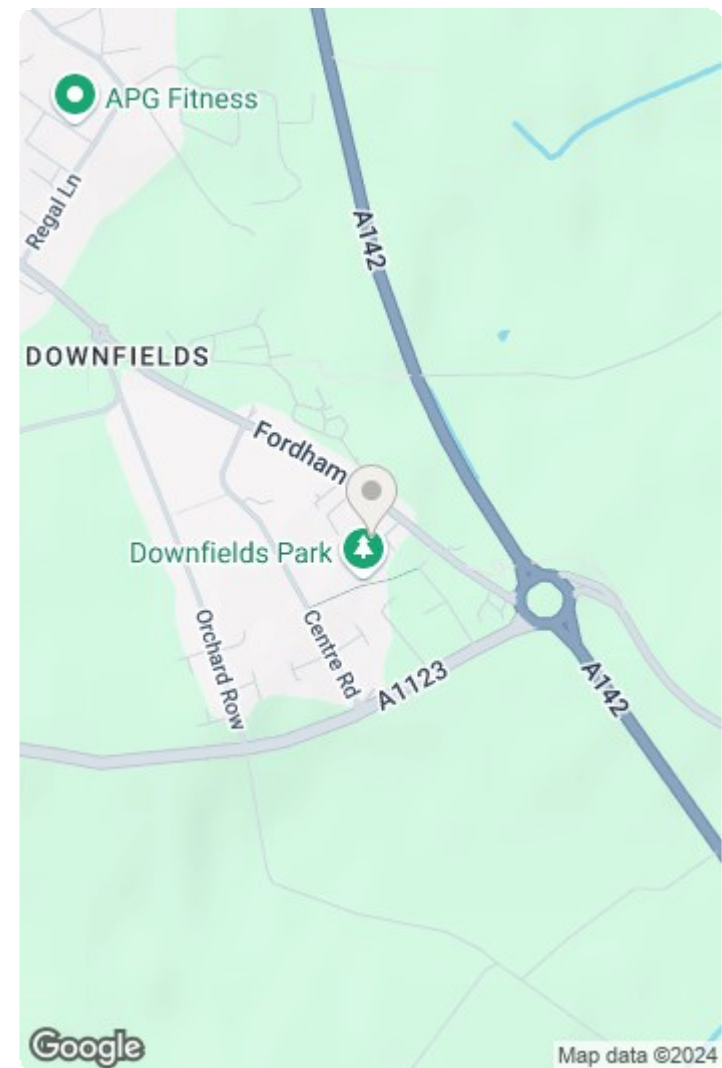 APG Fitness
Regal Ln
A142
DOWNFIELDS
Fordham
Downfields Park
Orchard Row
Centre Rd
A1123
A142
Google
Map data ©2024